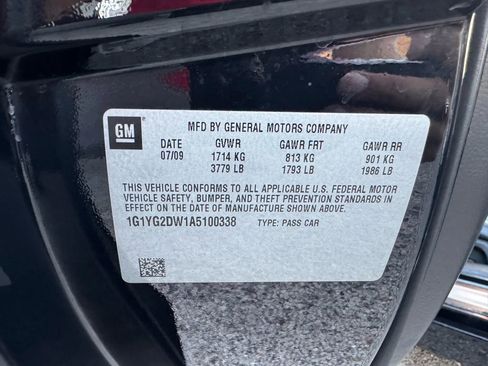 GM
MFD BY GENERAL MOTORS COMPANY
DATE GVWR GAWR FRT GAWR RR
07/09 1714 KG 813 KG 901 KG
3779 LB 1793 LB 1986 LB
THIS VEHICLE CONFORMS TO ALL APPLICABLE U.S. FEDERAL MOTOR
VEHICLE SAFETY, BUMPER, AND THEFT PREVENTION STANDARDS IN
EFFECT ON THE DATE OF MANUFACTURE SHOWN ABOVE.
1G1YG2DW1A5100338 TYPE: PASS CAR